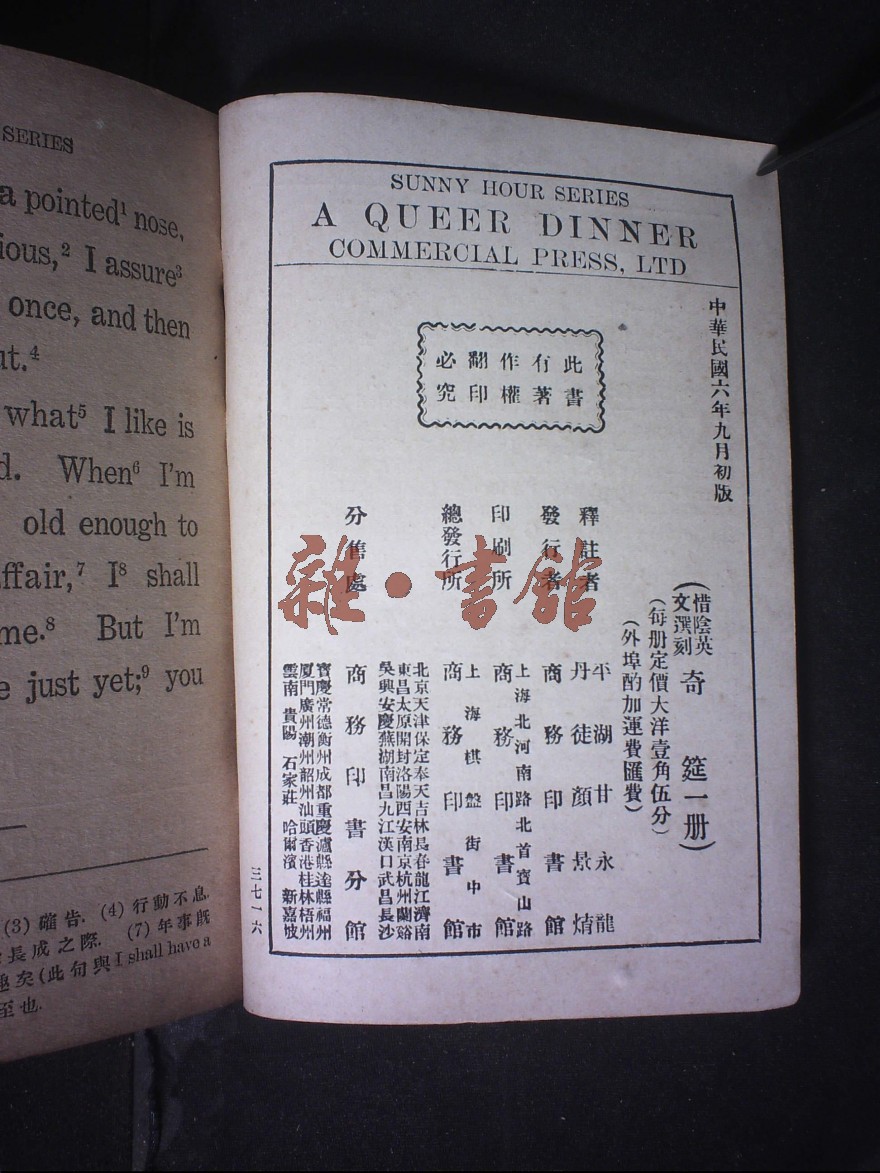 SERIES
a pointed¹ nose,
ious,² I assure³
once, and then
ut.⁴
what⁵ I like is
d. When⁶ I'm
old enough to
ffair,⁷ I⁸ shall
me.⁸ But I'm
e just yet;⁹ you
(3) 確告. (4) 行動不息.
長成之際. (7) 年事旣
矣(此句與I shall have a
至也.
SUNNY HOUR SERIES
A QUEER DINNER
COMMERCIAL PRESS, LTD
中華民國六年九月初版
此書有著作權翻印必究
(惜陰英文選刻 奇筵一册)
(每册定價大洋壹角伍分)
(外埠酌加運費匯費)
釋註者 平湖甘永龍
丹徒顏景焴
發行者 商務印書館
上海北河南路北首寶山路
印刷所 商務印書館
上海棋盤街中市
總發行所 商務印書館
北京天津保定奉天吉林長春龍江濟南
東昌太原開封洛陽西安南京杭州蘭谿
吳興安慶蕪湖南昌九江漢口武昌長沙
分售處 商務印書分館
寶慶常德衡州成都重慶瀘縣達縣福州
厦門廣州潮州韶州汕頭香港桂林梧州
雲南貴陽石家莊哈爾濱新嘉坡
三七一六
雜·書館